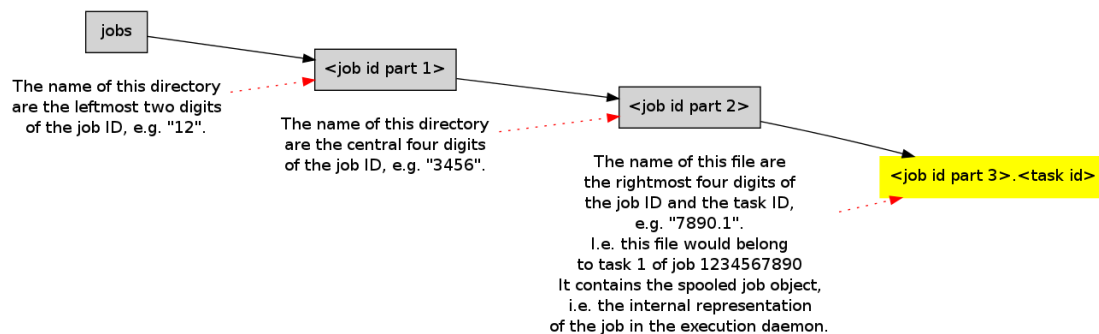 jobs
<job id part 1>
The name of this directory
are the leftmost two digits
of the job ID, e.g. "12".
<job id part 2>
The name of this directory
are the central four digits
of the job ID, e.g. "3456".
<job id part 3>.<task id>
The name of this file are
the rightmost four digits of
the job ID and the task ID,
e.g. "7890.1".
I.e. this file would belong
to task 1 of job 1234567890
It contains the spooled job object,
i.e. the internal representation
of the job in the execution daemon.